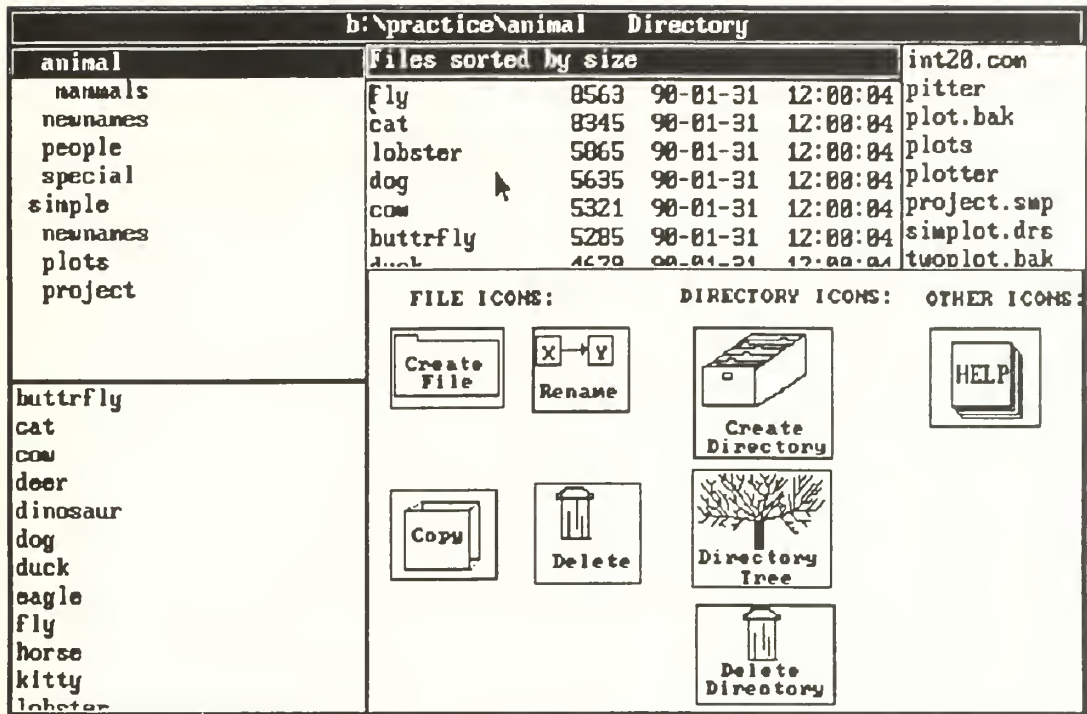 b:\practice\animal Directory
animal
mammals
newnames
people
special
simple
newnames
plots
project
Files sorted by size
fly 8563 90-01-31 12:00:04
cat 8345 90-01-31 12:00:04
lobster 5865 90-01-31 12:00:04
dog 5635 90-01-31 12:00:04
cow 5321 90-01-31 12:00:04
buttrfly 5285 90-01-31 12:00:04
duck
int20.com
pitter
plot.bak
plots
plotter
project.smp
simplot.drs
twoplot.bak
buttrfly
cat
cow
deer
dinosaur
dog
duck
eagle
fly
horse
kitty
lobster
FILE ICONS:
Create
File
X Y
Rename
Copy
Delete
DIRECTORY ICONS:
Create
Directory
Directory
Tree
Delete
Directory
OTHER ICONS:
HELP